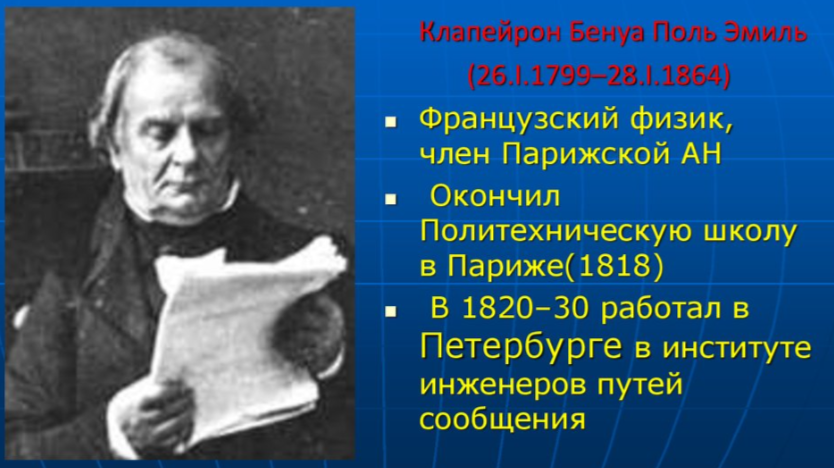 Клапейрон Бенуа Поль Эмиль
(26.I.1799–28.I.1864)
Французский физик,
член Парижской АН
Окончил
Политехническую школу
в Париже(1818)
В 1820–30 работал в
Петербурге в институте
инженеров путей
сообщения